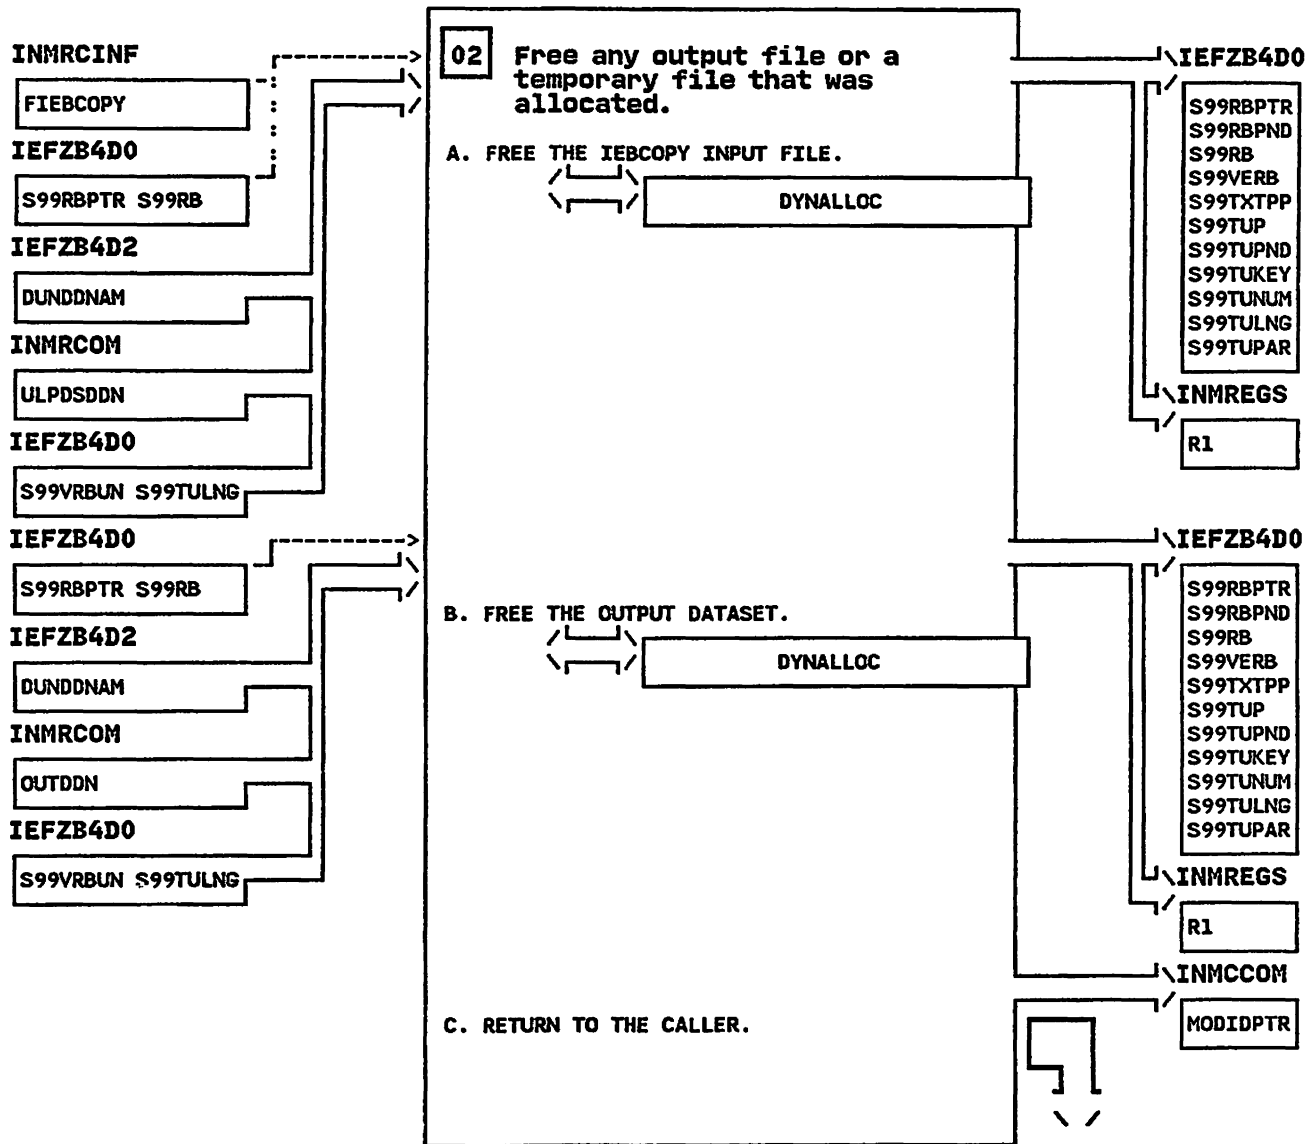 INMRCINF
FIEBCOPY
IEFZB4D0
S99RBPTR S99RB
IEFZB4D2
DUNDDNAM
INMRCOM
ULPDSDDN
IEFZB4D0
S99VRBUN S99TULNG
IEFZB4D0
S99RBPTR S99RB
IEFZB4D2
DUNDDNAM
INMRCOM
OUTDDN
IEFZB4D0
S99VRBUN S99TULNG
02 Free any output file or a
temporary file that was
allocated.
A. FREE THE IEBCOPY INPUT FILE.
DYNALLOC
B. FREE THE OUTPUT DATASET.
DYNALLOC
C. RETURN TO THE CALLER.
IEFZB4D0
S99RBPTR
S99RBPND
S99RB
S99VERB
S99TXTPP
S99TUP
S99TUPND
S99TUKEY
S99TUNUM
S99TULNG
S99TUPAR
INMREGS
R1
IEFZB4D0
S99RBPTR
S99RBPND
S99RB
S99VERB
S99TXTPP
S99TUP
S99TUPND
S99TUKEY
S99TUNUM
S99TULNG
S99TUPAR
INMREGS
R1
INMCCOM
MODIDPTR